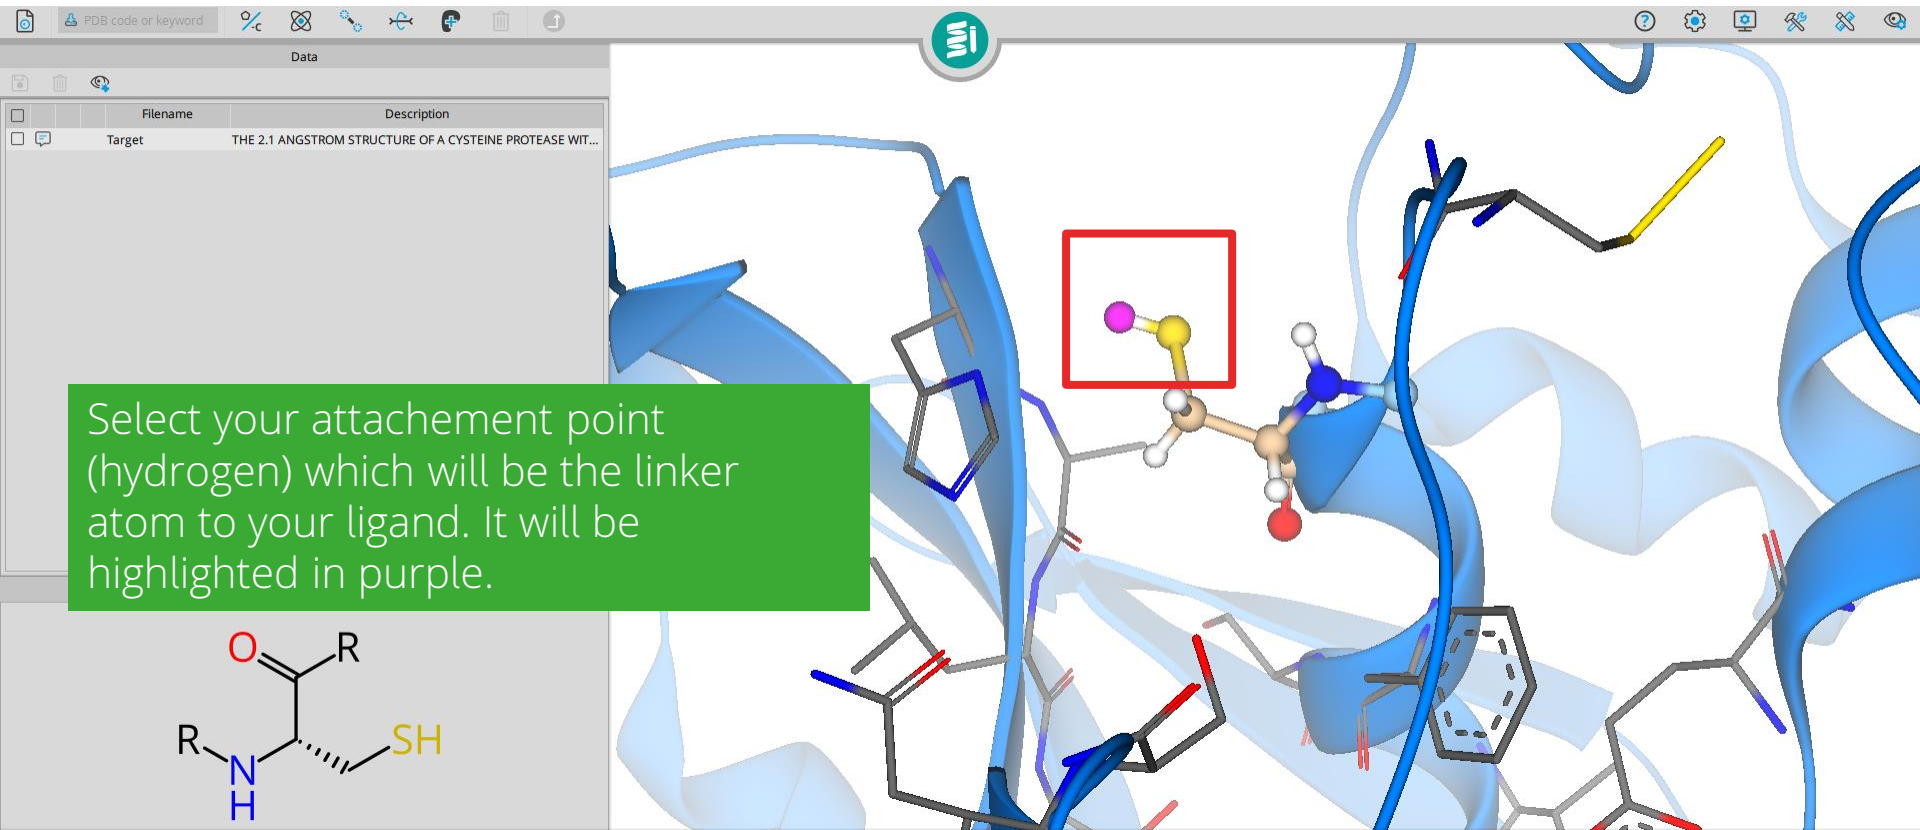 PDB code or keyword
Data
Filename Description
Target THE 2.1 ANGSTROM STRUCTURE OF A CYSTEINE PROTEASE WIT...
Select your attachement point
(hydrogen) which will be the linker
atom to your ligand. It will be
highlighted in purple.
O R
R SH
N
H